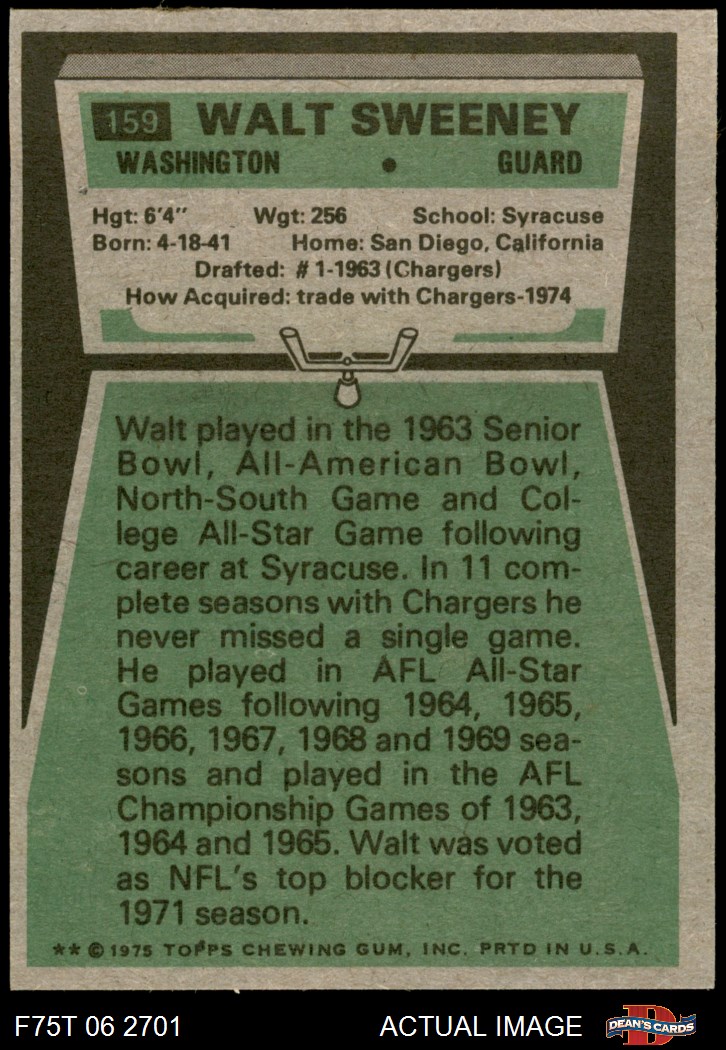 159 WALT SWEENEY
WASHINGTON • GUARD
Hgt: 6'4" Wgt: 256 School: Syracuse
Born: 4-18-41 Home: San Diego, California
Drafted: #1-1963 (Chargers)
How Acquired: trade with Chargers-1974
Walt played in the 1963 Senior
Bowl, All-American Bowl,
North-South Game and Col-
lege All-Star Game following
career at Syracuse. In 11 com-
plete seasons with Chargers he
never missed a single game.
He played in AFL All-Star
Games following 1964, 1965,
1966, 1967, 1968 and 1969 sea-
sons and played in the AFL
Championship Games of 1963,
1964 and 1965. Walt was voted
as NFL's top blocker for the
1971 season.
** © 1975 TOPPS CHEWING GUM, INC. PRTD IN U.S.A.
F75T 06 2701 ACTUAL IMAGE D DEAN'S CARDS